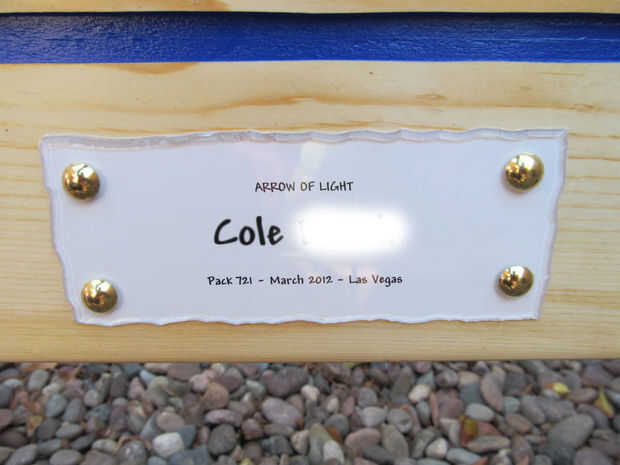 ARROW OF LIGHT
Cole
Pack 721 - March 2012 - Las Vegas